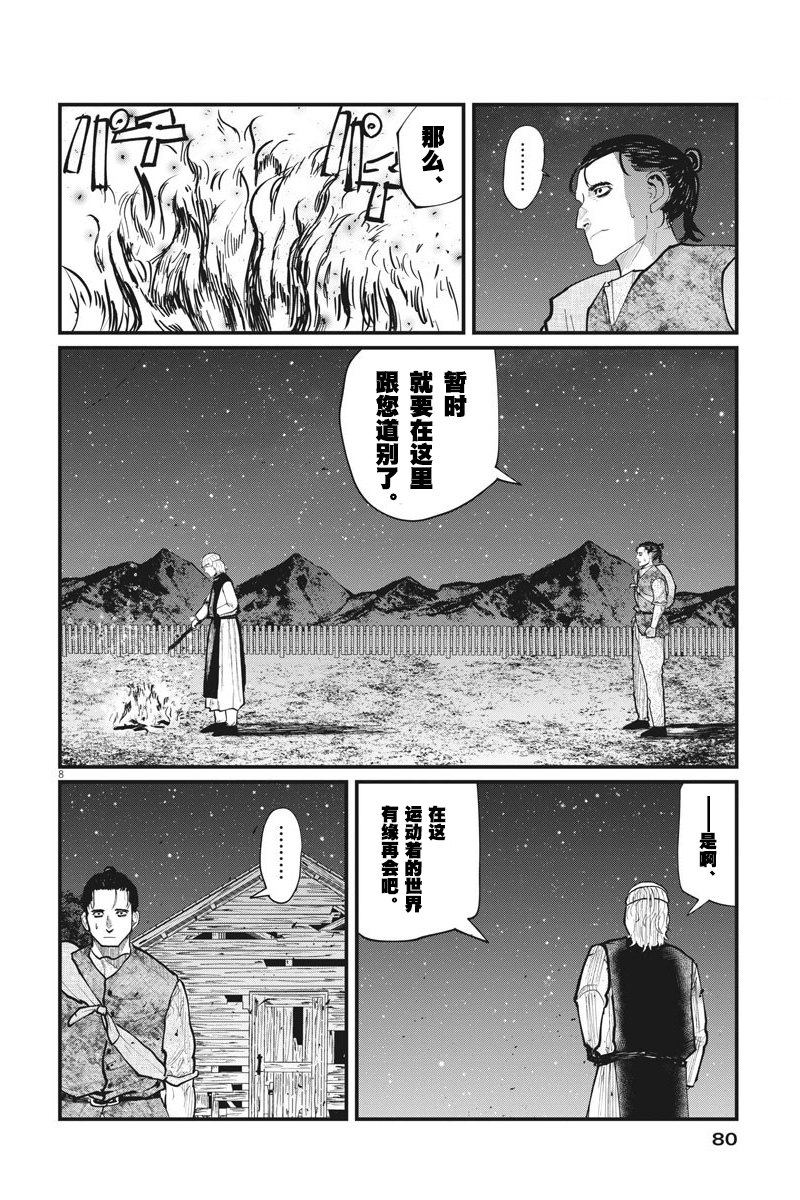 ………
那么、
パチ
パチ
暂时
就要在这里
跟您道别了。
——是啊、
在这
运动着的世界
有缘再会吧。
………
8
80